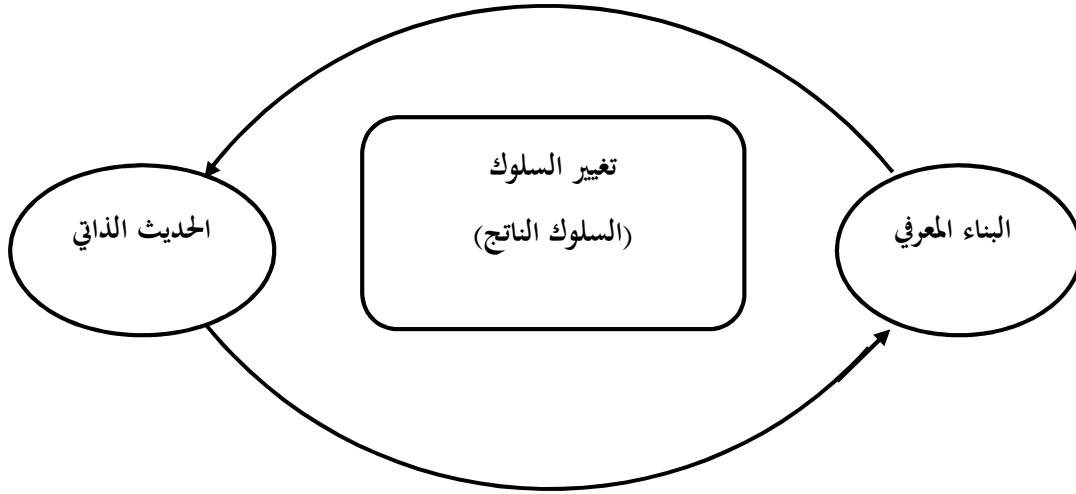 تغيير السلوك
(السلوك الناتج)
البناء المعرفي
الحديث الذاتي